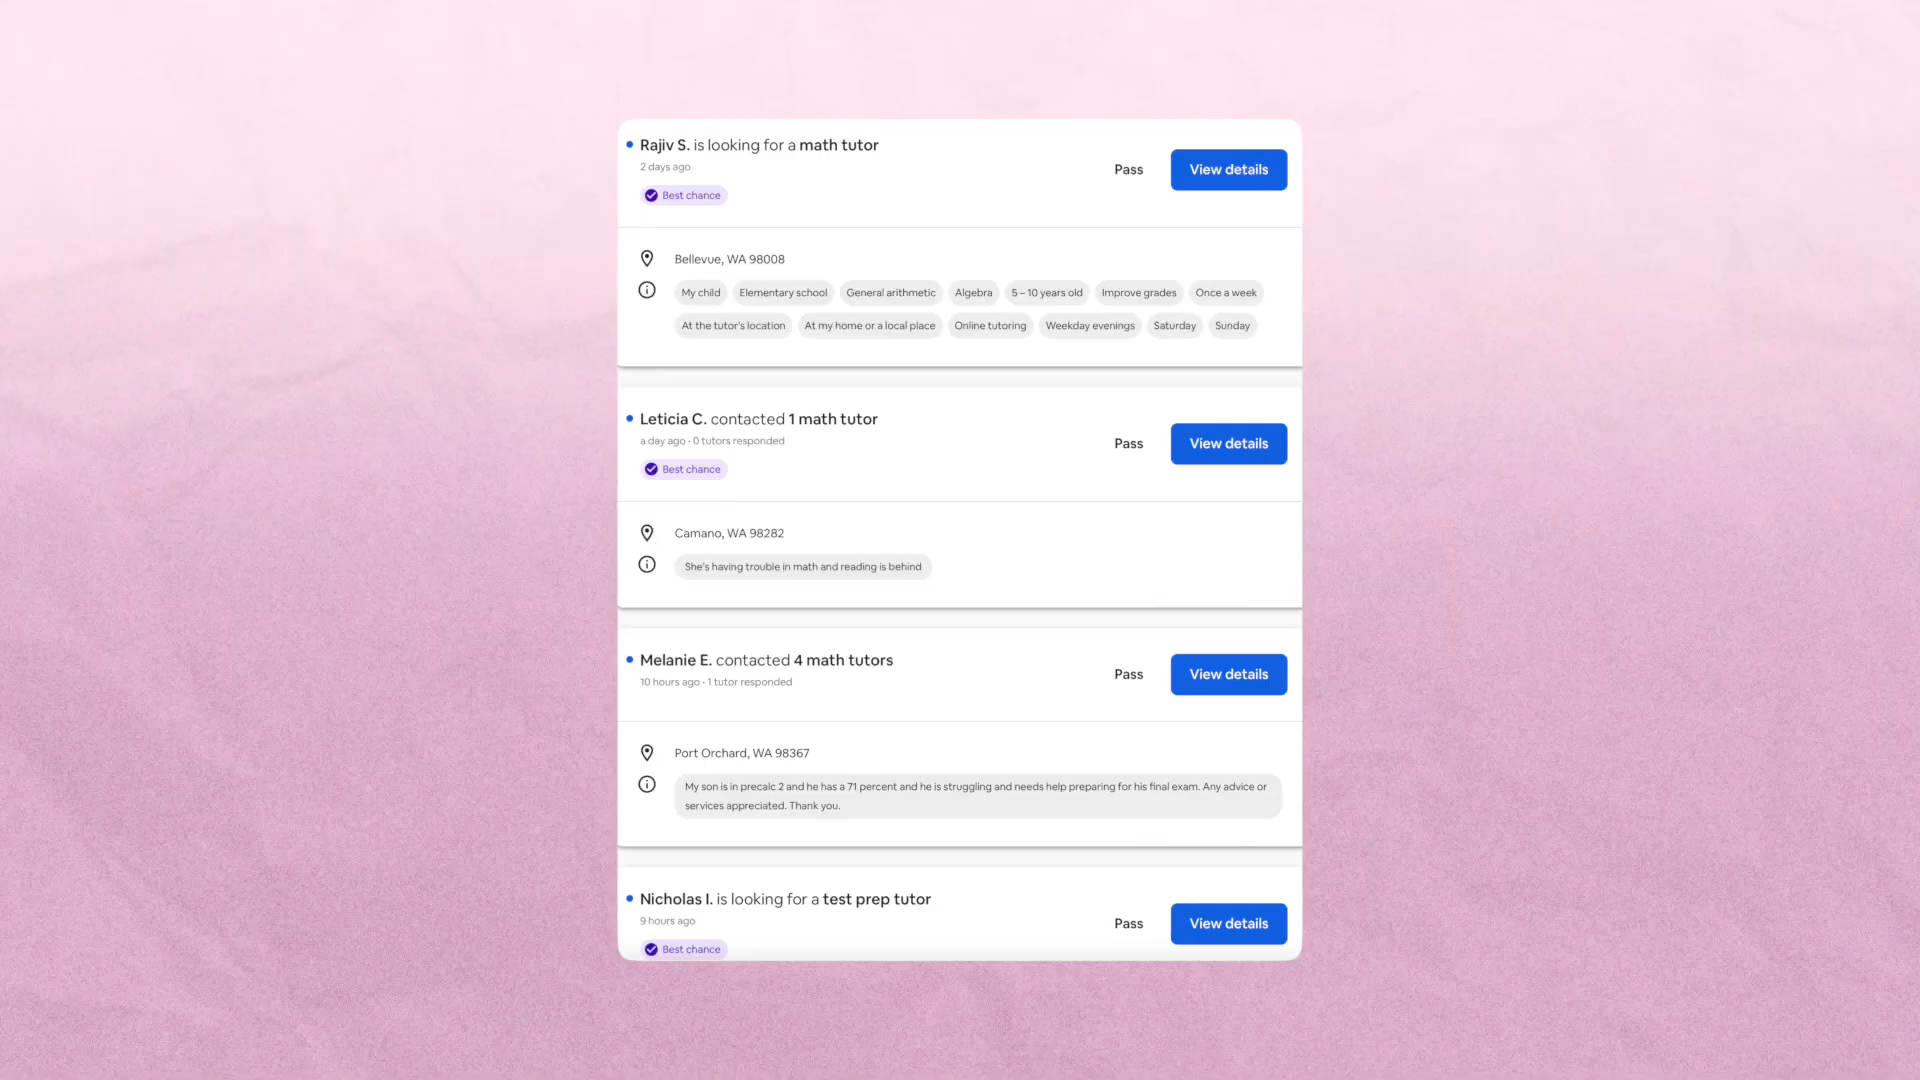 Rajiv S. is looking for a math tutor
2 days ago
Best chance
Pass
View details
Bellevue, WA 98008
My child Elementary school General arithmetic Algebra 5 – 10 years old Improve grades Once a week
At the tutor's location At my home or a local place Online tutoring Weekday evenings Saturday Sunday
Leticia C. contacted 1 math tutor
a day ago · 0 tutors responded
Best chance
Pass
View details
Camano, WA 98282
She's having trouble in math and reading is behind
Melanie E. contacted 4 math tutors
10 hours ago · 1 tutor responded
Pass
View details
Port Orchard, WA 98367
My son is in precalc 2 and he has a 71 percent and he is struggling and needs help preparing for his final exam. Any advice or
services appreciated. Thank you.
Nicholas I. is looking for a test prep tutor
9 hours ago
Best chance
Pass
View details